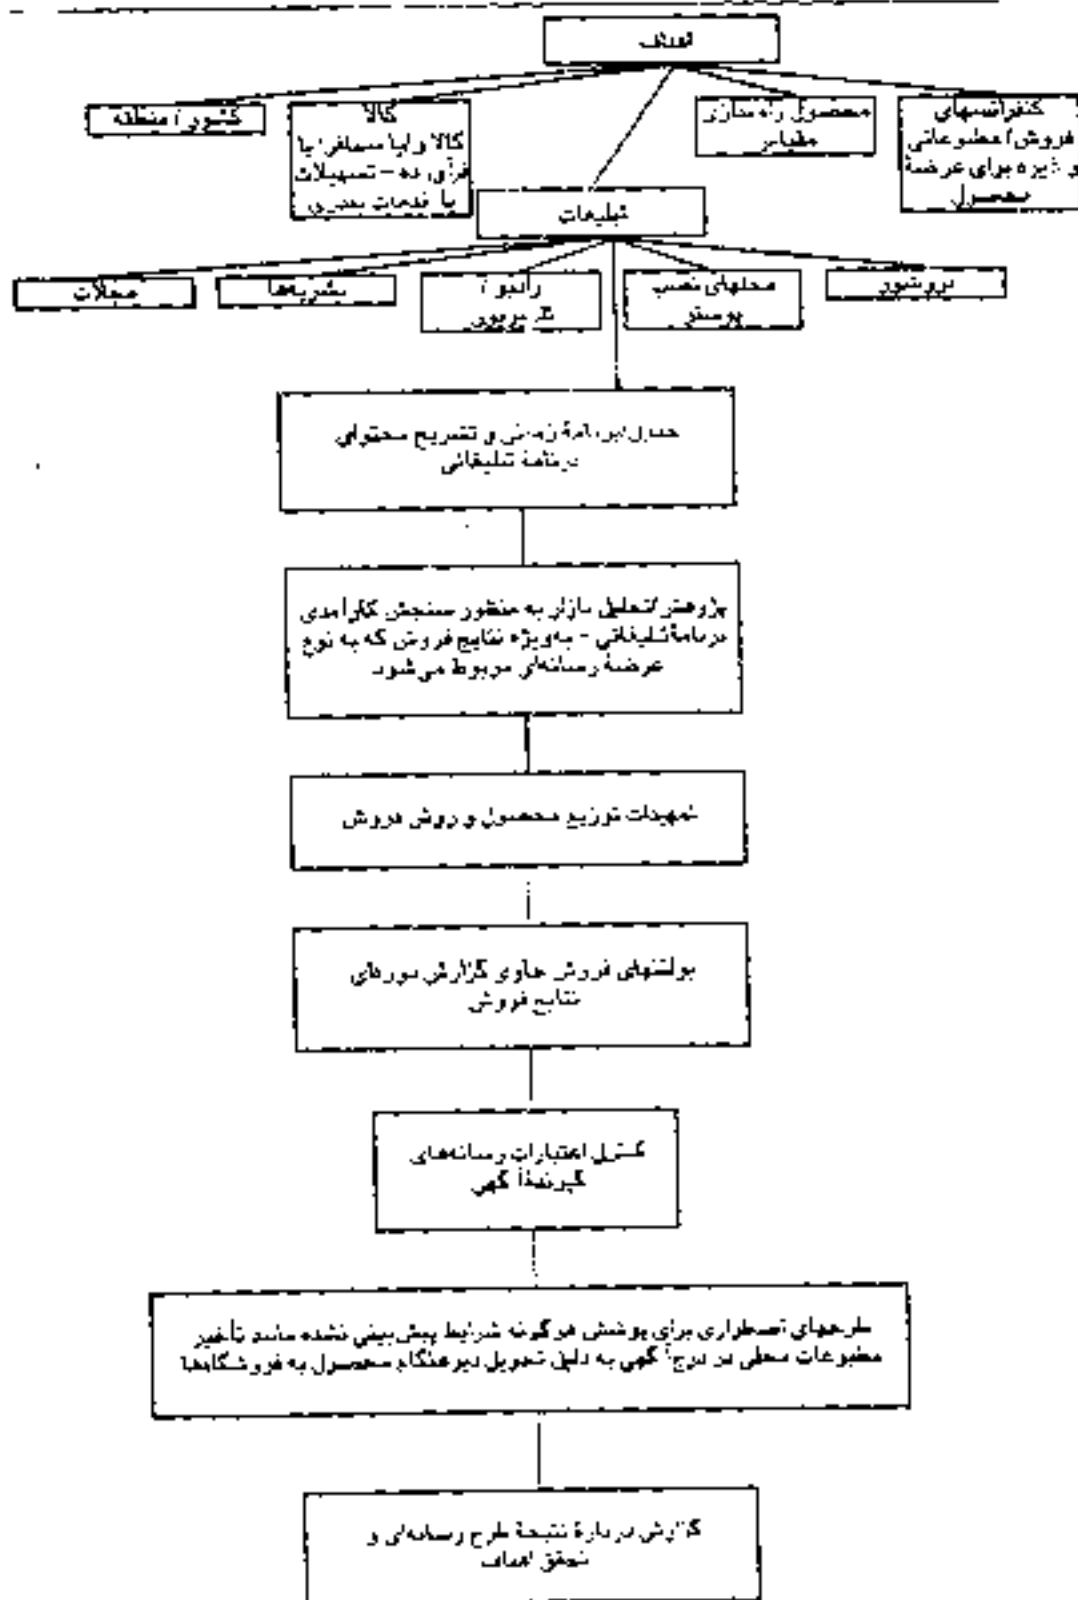 اهداف
کنفرانسهای
فروش/مطبوعاتی
و غیره برای عرضهٔ
محصول
محصول راه‌سازی
مغایر
کالا
کالا و/یا مسافر/ یا
فرآورده – تسهیلات
یا خدمات بندری
کشور / منطقه
تبلیغات
بروشور
محلهای نصب
پوستر
رادیو /
تلویزیون
نشریه‌ها
مجلات
جدول/برنامهٔ زمانی و تشریح محتوای
برنامهٔ تبلیغاتی
پژوهش/تحلیل بازار به منظور سنجش کارآمدی
برنامهٔ تبلیغاتی - به‌ویژه نتایج فروش که به نوع
عرضهٔ رسانه‌ای مربوط می‌شود
تمهیدات توزیع محصول و روش فروش
بولتنهای فروش حاوی گزارش دوره‌ای
نتایج فروش
کنترل اعتبارات رسانه‌های
گیرندهٔ آگهی
طرحهای اضطراری برای پوشش هرگونه شرایط پیش‌بینی نشده مانند تأخیر
مطبوعات محلی در درج آگهی به دلیل تحویل دیرهنگام محصول به فروشگاهها
گزارش دربارهٔ نتیجهٔ طرح رسانه‌ای و
تحقق اهداف